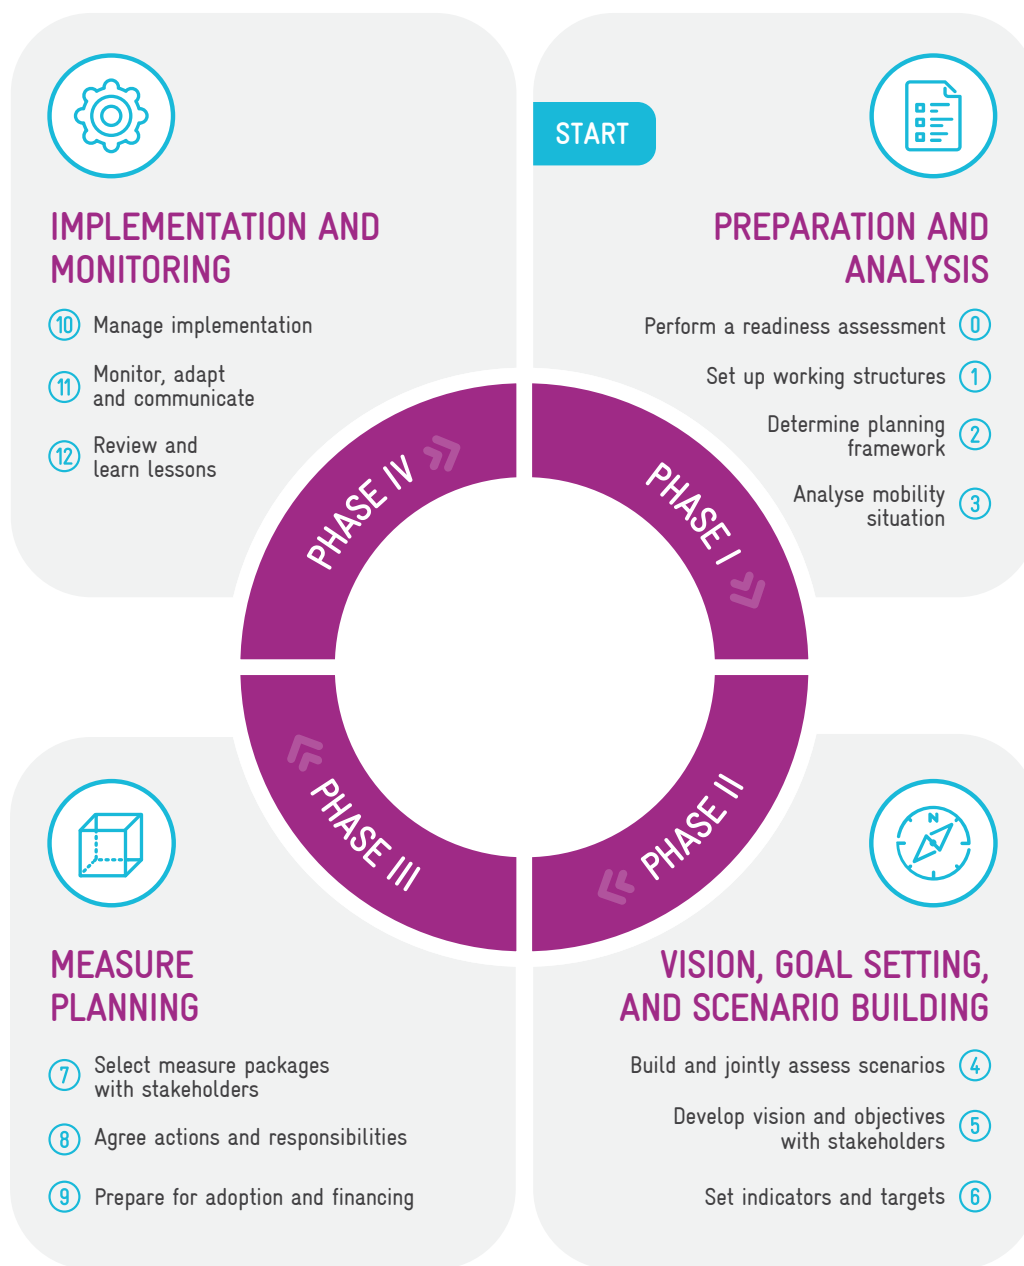 START
PREPARATION AND
ANALYSIS
Perform a readiness assessment 0
Set up working structures 1
Determine planning
framework
2
Analyse mobility
situation
3
PHASE I
PHASE II
N
VISION, GOAL SETTING,
AND SCENARIO BUILDING
Build and jointly assess scenarios 4
Develop vision and objectives
with stakeholders
5
Set indicators and targets 6
PHASE III
MEASURE
PLANNING
7
Select measure packages
with stakeholders
8 Agree actions and responsibilities
9 Prepare for adoption and financing
PHASE IV
IMPLEMENTATION AND
MONITORING
10 Manage implementation
11
Monitor, adapt
and communicate
12
Review and
learn lessons